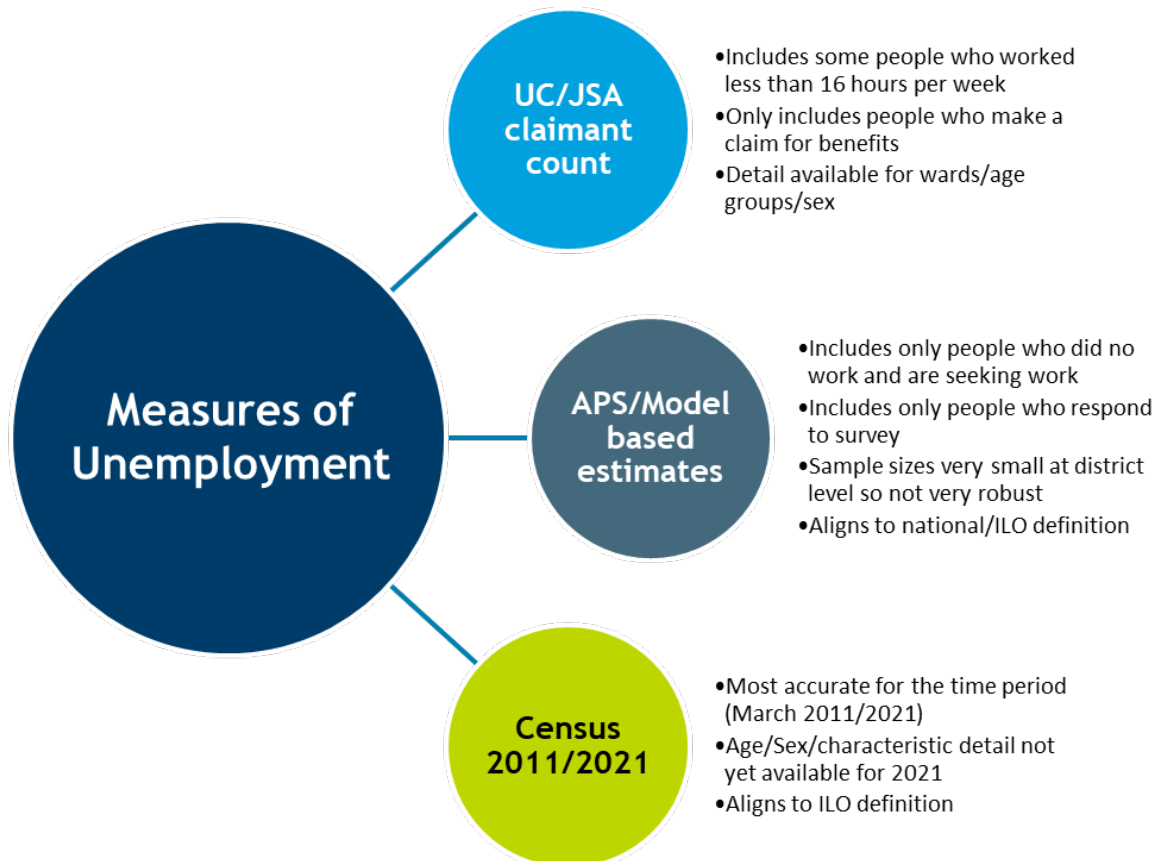 Measures of
Unemployment
UC/JSA
claimant
count
•Includes some people who worked
less than 16 hours per week
•Only includes people who make a
claim for benefits
•Detail available for wards/age
groups/sex
APS/Model
based
estimates
•Includes only people who did no
work and are seeking work
•Includes only people who respond
to survey
•Sample sizes very small at district
level so not very robust
•Aligns to national/ILO definition
Census
2011/2021
•Most accurate for the time period
(March 2011/2021)
•Age/Sex/characteristic detail not
yet available for 2021
•Aligns to ILO definition